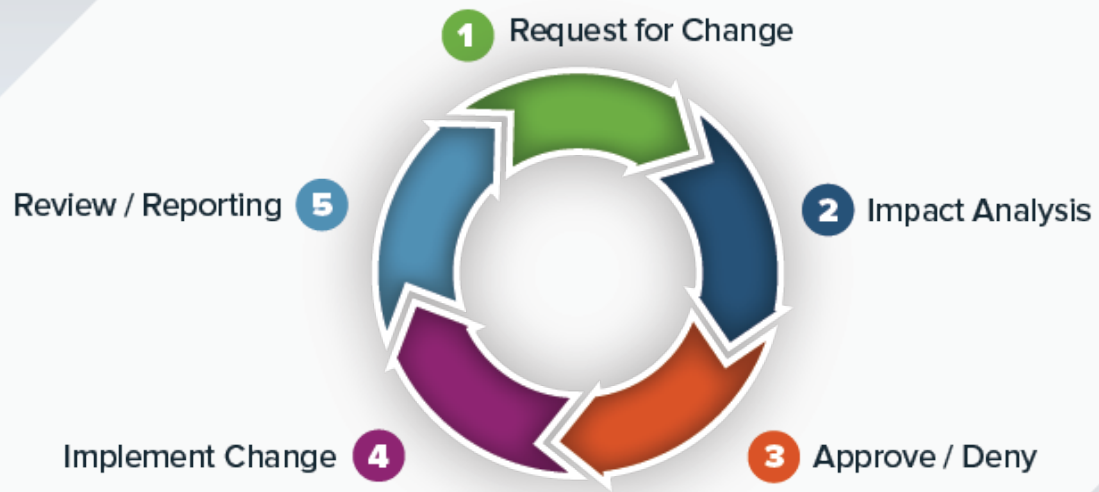 1 Request for Change
2 Impact Analysis
3 Approve / Deny
4 Implement Change
5 Review / Reporting